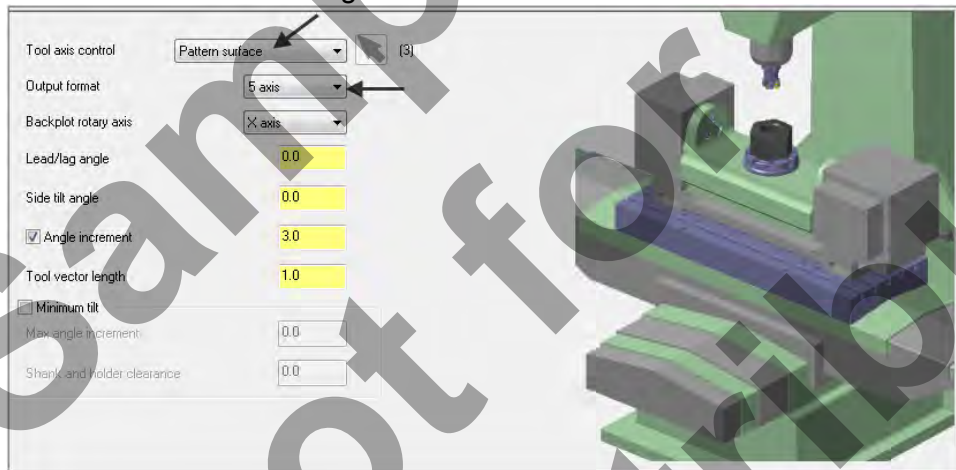 Tool axis control Pattern surface (3)
Output format 5 axis
Backplot rotary axis X axis
Lead/lag angle 0.0
Side tilt angle 0.0
Angle increment 3.0
Tool vector length 1.0
Minimum tilt
Max angle increment 0.0
Shank and holder clearance 0.0